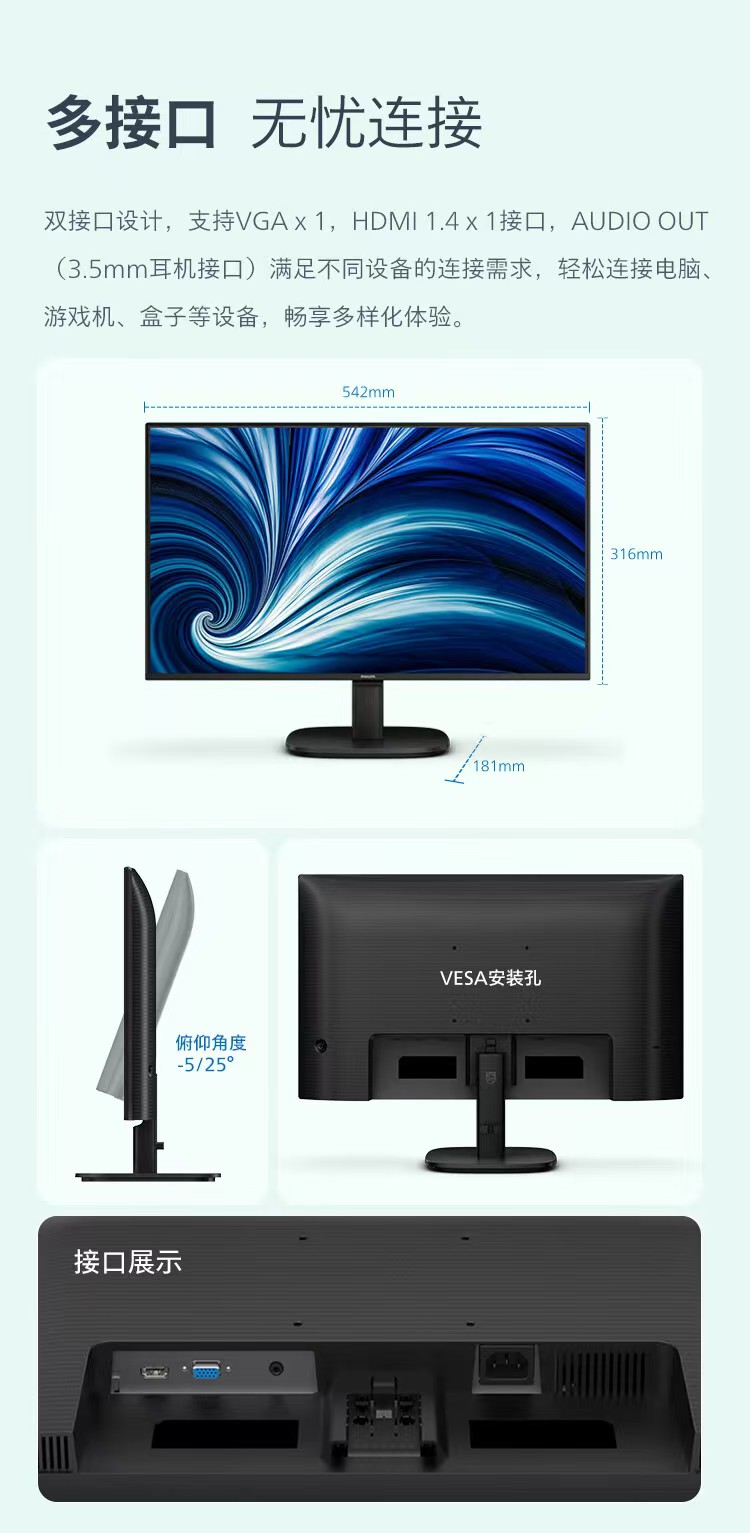 多接口 无忧连接
双接口设计，支持VGA x 1，HDMI 1.4 x 1接口，AUDIO OUT
（3.5mm耳机接口）满足不同设备的连接需求，轻松连接电脑、
游戏机、盒子等设备，畅享多样化体验。
542mm
316mm
PHILIPS
181mm
俯仰角度
-5/25°
VESA安装孔
接口展示